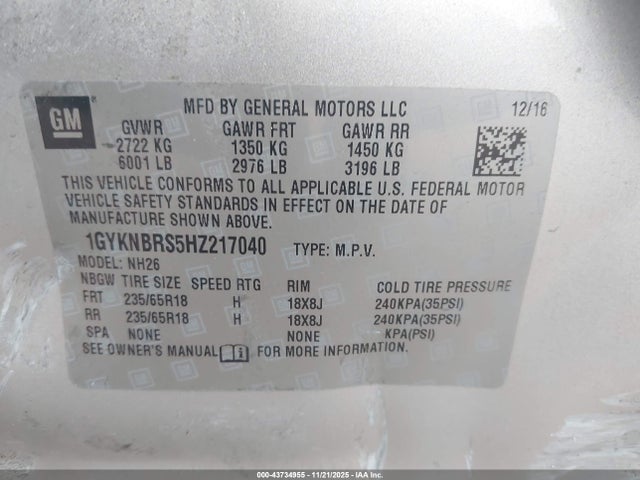 GM
MFD BY GENERAL MOTORS LLC 12/16
GVWR GAWR FRT GAWR RR
2722 KG 1350 KG 1450 KG
6001 LB 2976 LB 3196 LB
THIS VEHICLE CONFORMS TO ALL APPLICABLE U.S. FEDERAL MOTOR
VEHICLE SAFETY STANDARDS IN EFFECT ON THE DATE OF
MANUFACTURE SHOWN ABOVE.
1GYKNBRS5HZ217040 TYPE: M.P.V.
MODEL: NH26
NBGW TIRE SIZE SPEED RTG RIM COLD TIRE PRESSURE
FRT 235/65R18 H 18X8J 240KPA(35PSI)
RR 235/65R18 H 18X8J 240KPA(35PSI)
SPA NONE NONE KPA(PSI)
SEE OWNER'S MANUAL FOR MORE INFORMATION.
000-43734955 - 11/21/2025 - IAA Inc.